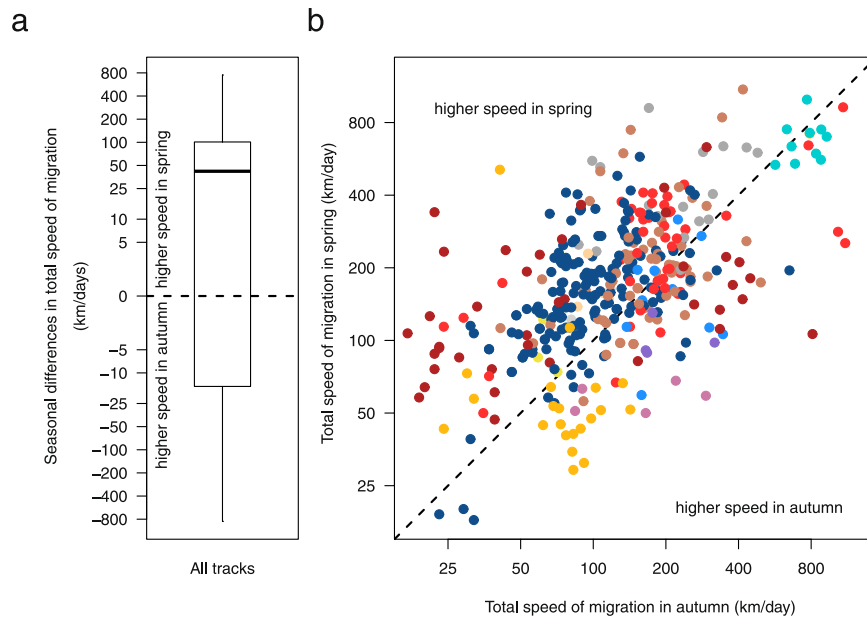 a
Seasonal differences in total speed of migration
(km/days)
800
400
200
100
50
25
10
5
0
−5
−10
−25
−50
−100
−200
−400
−800
higher speed in spring
higher speed in autumn
All tracks
b
Total speed of migration in spring (km/day)
800
400
200
100
50
25
higher speed in spring
higher speed in autumn
25
50
100
200
400
800
Total speed of migration in autumn (km/day)